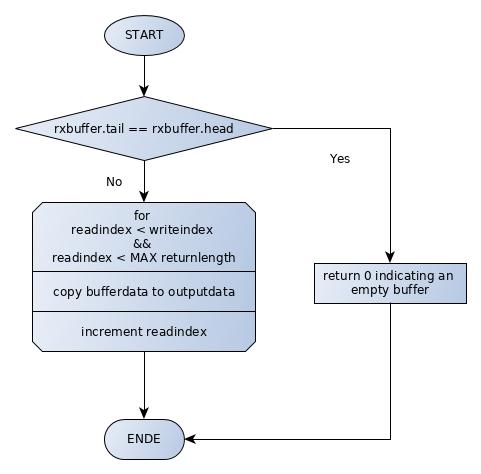 START
rxbuffer.tail == rxbuffer.head
Yes
No
for
readindex < writeindex
&&
readindex < MAX returnlength
copy bufferdata to outputdata
increment readindex
return 0 indicating an
empty buffer
ENDE